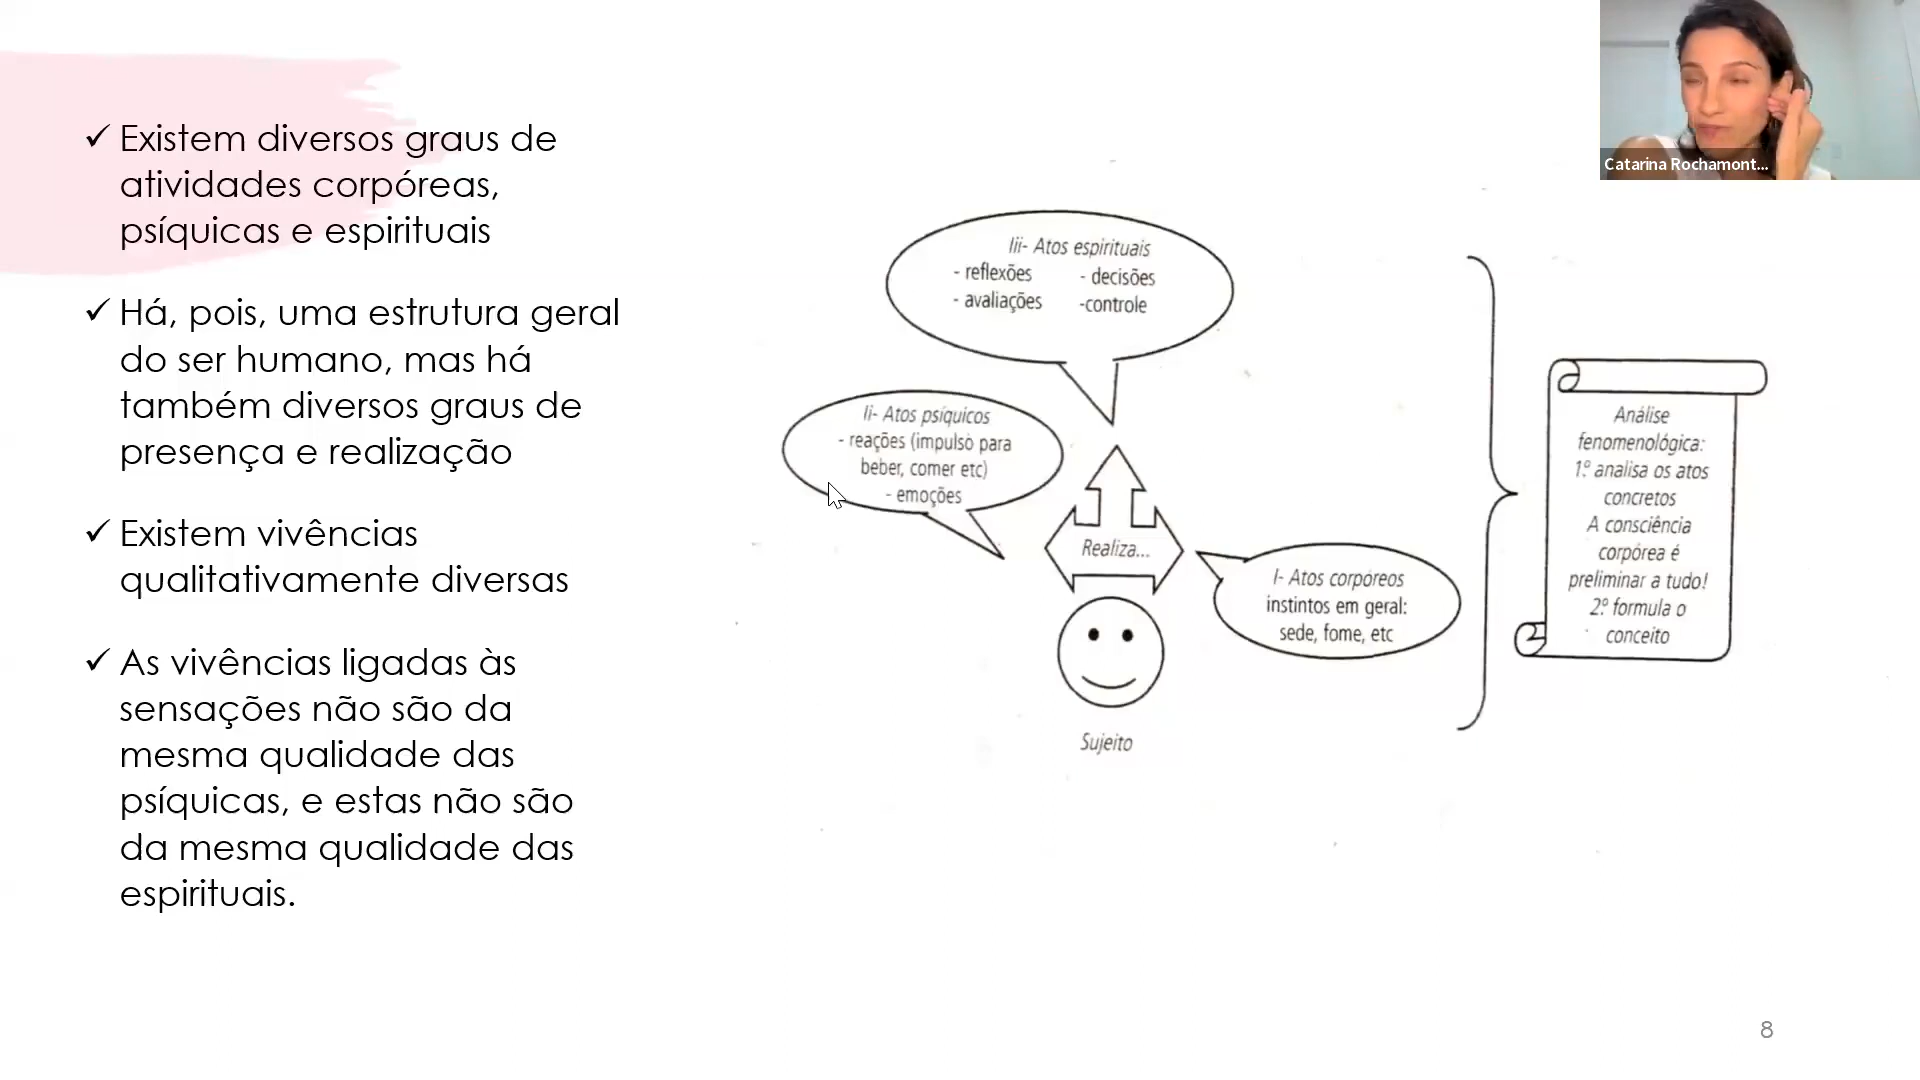 Existem diversos graus de
atividades corpóreas,
psíquicas e espirituais
Há, pois, uma estrutura geral
do ser humano, mas há
também diversos graus de
presença e realização
Existem vivências
qualitativamente diversas
As vivências ligadas às
sensações não são da
mesma qualidade das
psíquicas, e estas não são
da mesma qualidade das
espirituais.
Iii- Atos espirituais
- reflexões - decisões
- avaliações -controle
Ii- Atos psíquicos
- reações (impulso para
beber, comer etc)
- emoções
Realiza...
I- Atos corpóreos
instintos em geral:
sede, fome, etc
Sujeito
Análise
fenomenológica:
1º analisa os atos
concretos
A consciência
corpórea é
preliminar a tudo!
2º formula o
conceito
Catarina Rochamont...
8